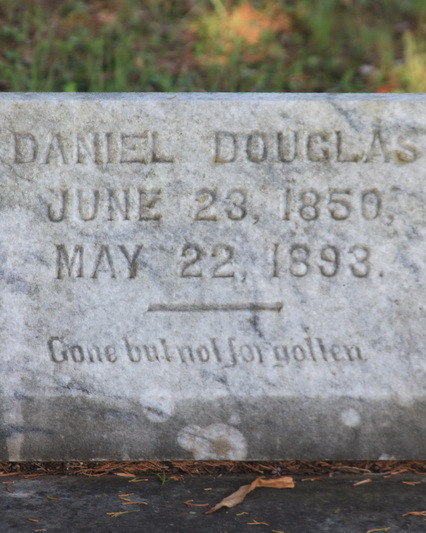 DANIEL DOUGLAS
JUNE 23, 1850,
MAY 22, 1893.
Gone but not forgotten